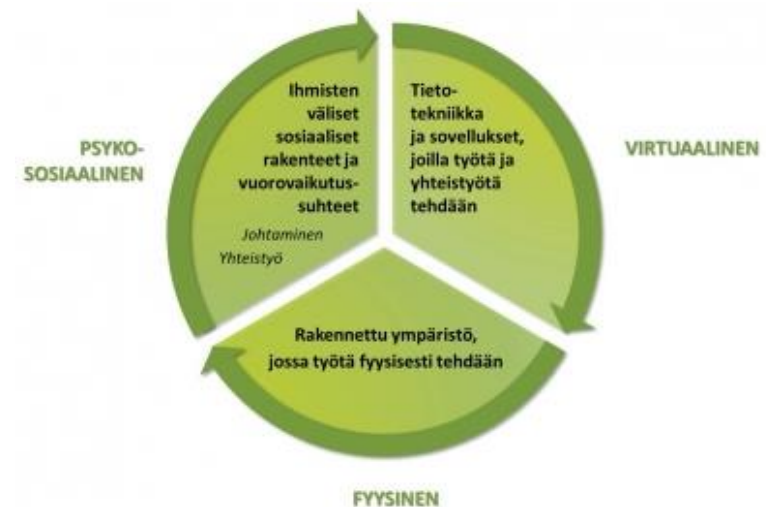 PSYKO-
SOSIAALINEN
Ihmisten
väliset
sosiaaliset
rakenteet ja
vuorovaikutus-
suhteet
Johtaminen
Yhteistyö
Tieto-
tekniikka
ja sovellukset,
joilla työtä ja
yhteistyötä
tehdään
VIRTUAALINEN
Rakennettu ympäristö,
jossa työtä fyysisesti tehdään
FYYSINEN